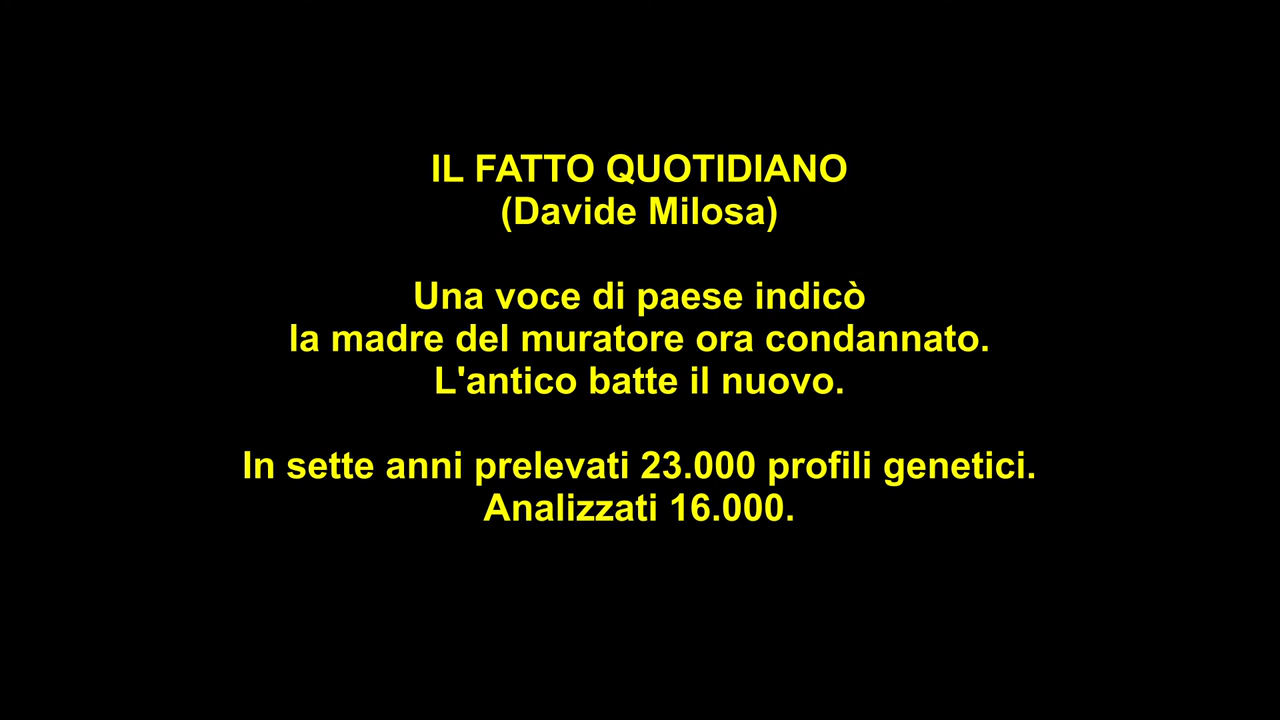 IL FATTO QUOTIDIANO
(Davide Milosa)
Una voce di paese indicò
la madre del muratore ora condannato.
L'antico batte il nuovo.
In sette anni prelevati 23.000 profili genetici.
Analizzati 16.000.